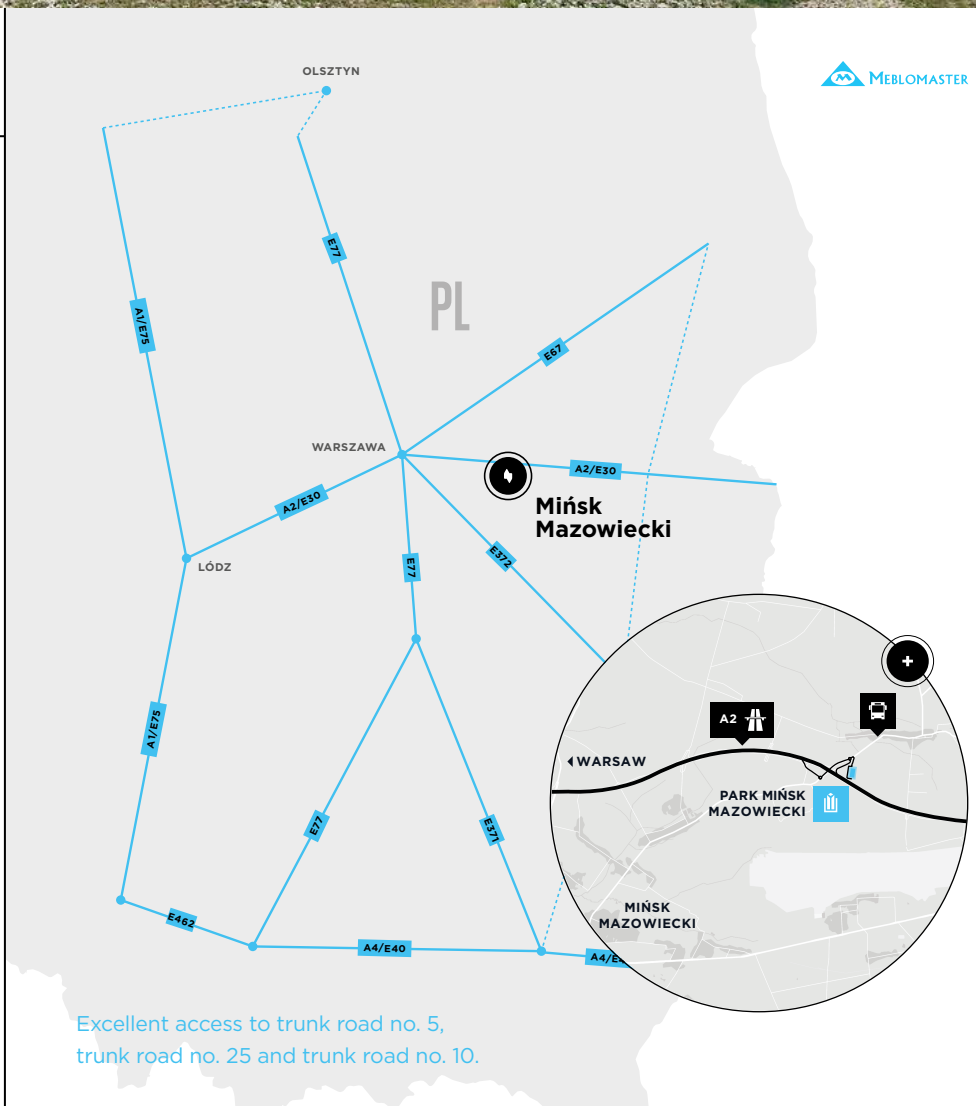 OLSZTYN
MEBLOMASTER
E77
PL
A1/E75
E67
WARSZAWA
A2/E30
A2/E30
Mińsk
Mazowiecki
E372
E77
LÓDZ
A1/E75
A2
WARSAW
PARK MIŃSK
MAZOWIECKI
E77
E371
MIŃSK
MAZOWIECKI
E462
A4/E40
Excellent access to trunk road no. 5,
trunk road no. 25 and trunk road no. 10.